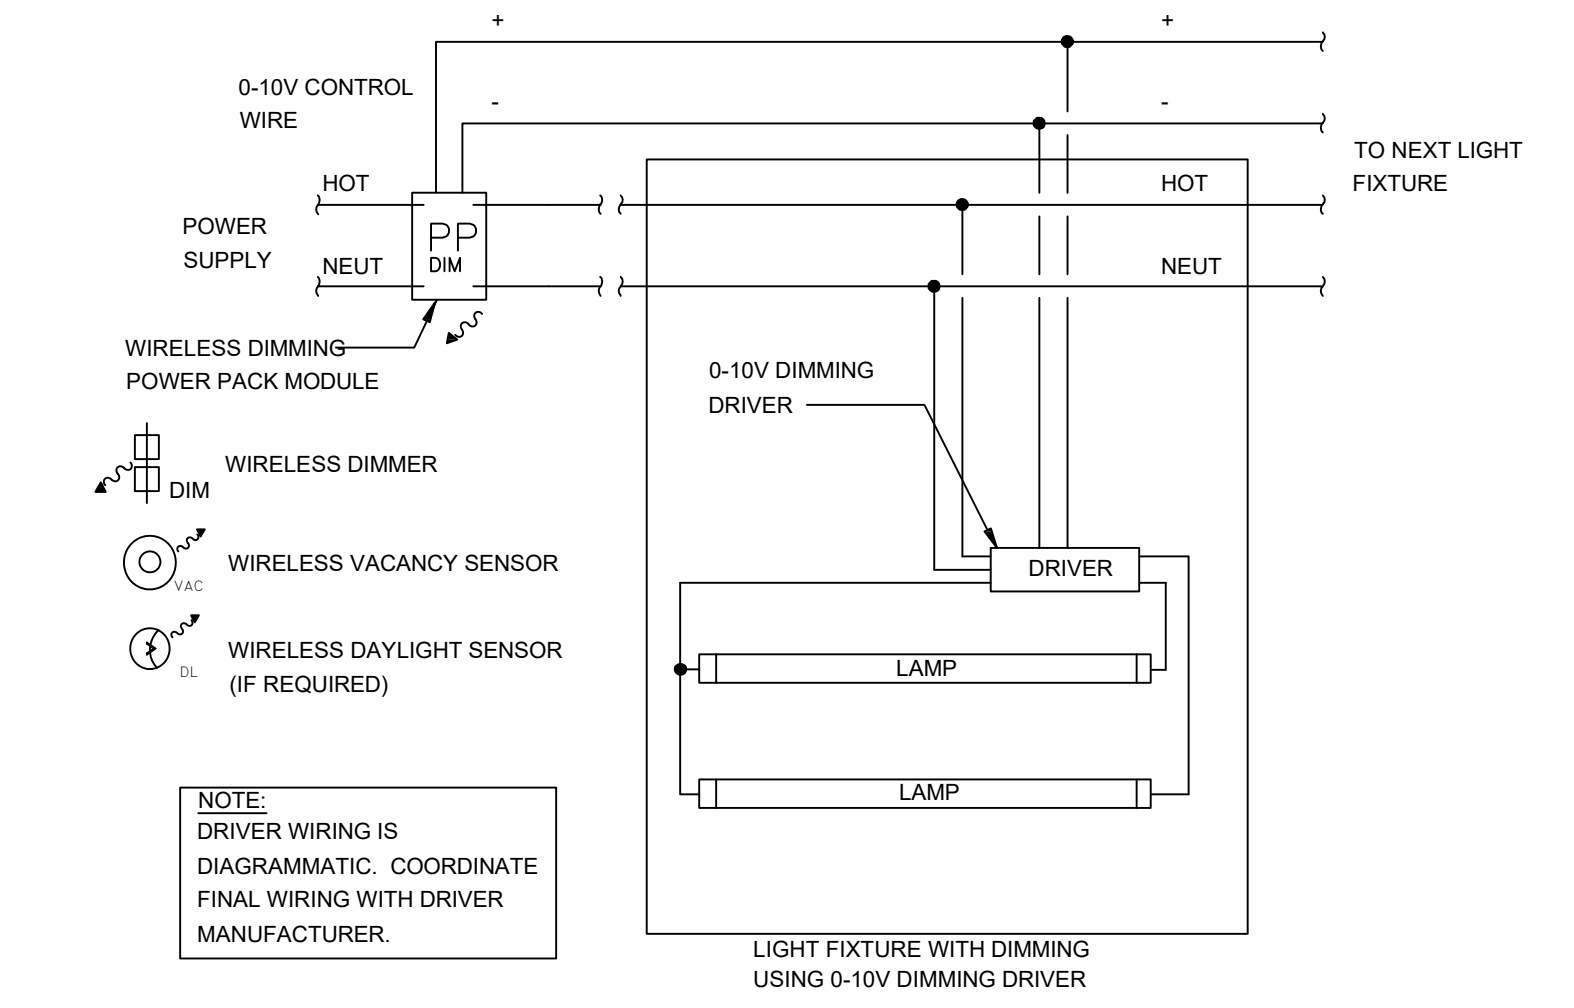 +
+
0-10V CONTROL
WIRE
-
-
TO NEXT LIGHT
FIXTURE
HOT
HOT
POWER
SUPPLY
PP
DIM
NEUT
NEUT
WIRELESS DIMMING
POWER PACK MODULE
0-10V DIMMING
DRIVER
WIRELESS DIMMER
DIM
WIRELESS VACANCY SENSOR
VAC
DRIVER
WIRELESS DAYLIGHT SENSOR
(IF REQUIRED)
DL
LAMP
LAMP
NOTE:
DRIVER WIRING IS
DIAGRAMMATIC.  COORDINATE
FINAL WIRING WITH DRIVER
MANUFACTURER.
LIGHT FIXTURE WITH DIMMING
USING 0-10V DIMMING DRIVER